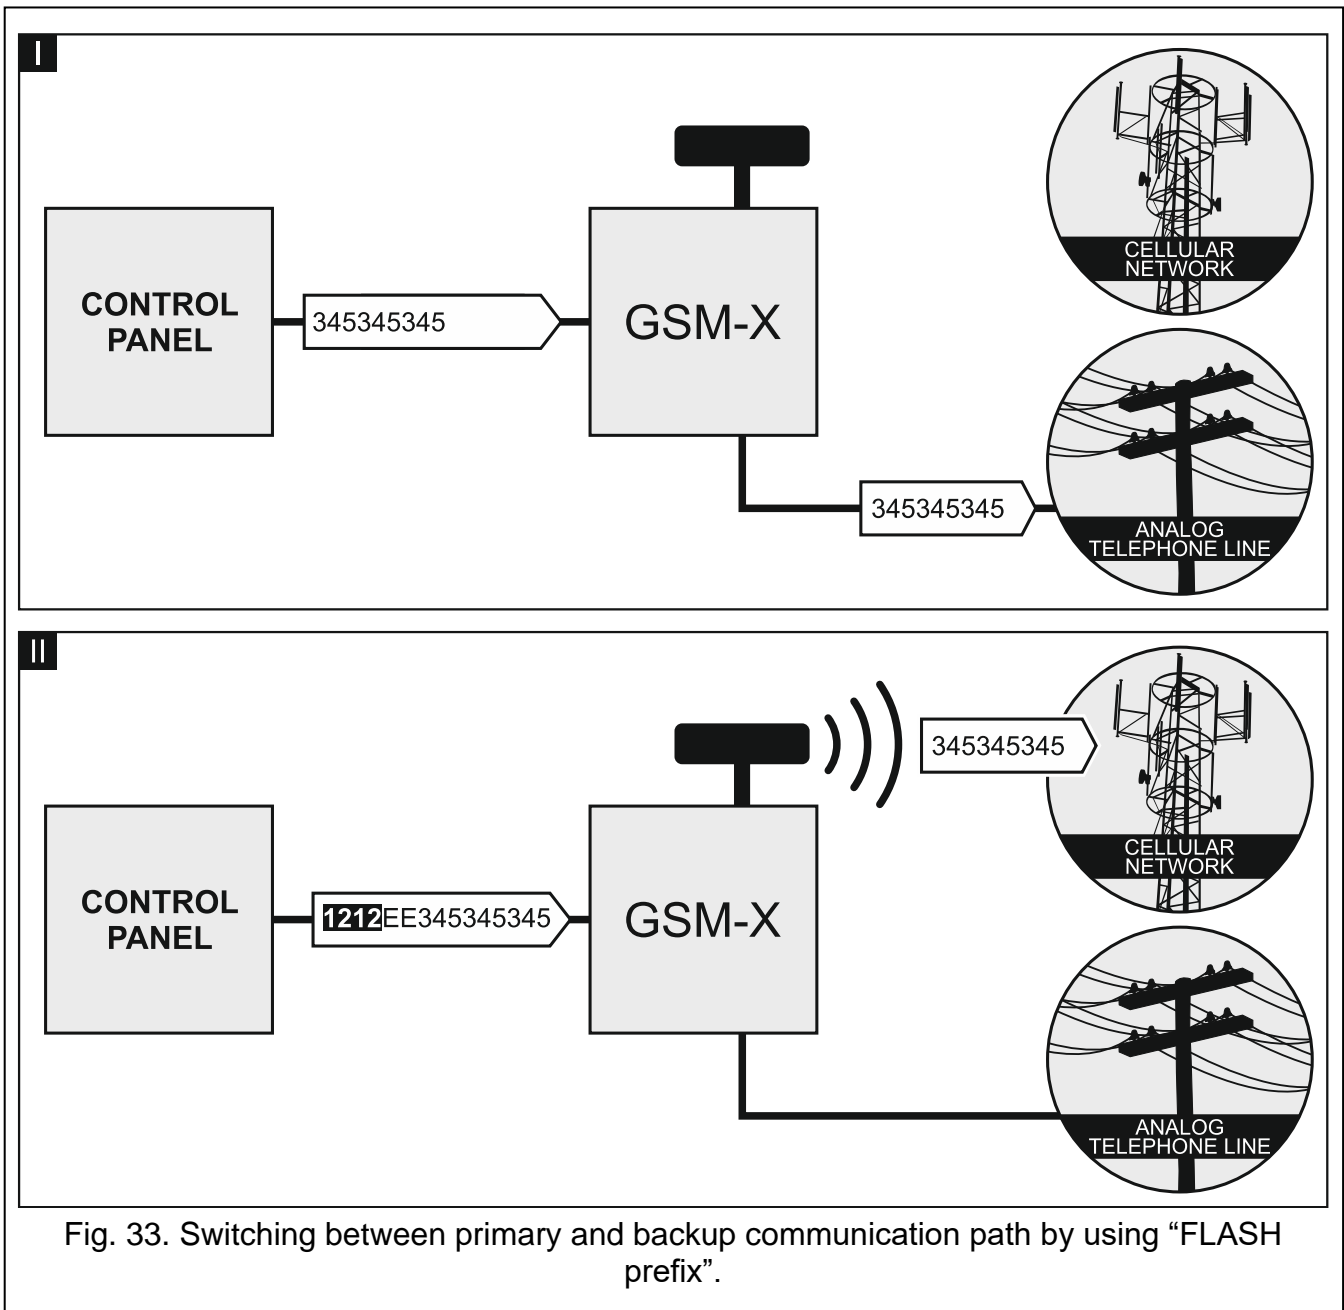 I
CELLULAR
NETWORK
CONTROL
PANEL
345345345
GSM-X
345345345
ANALOG
TELEPHONE LINE
II
345345345
CELLULAR
NETWORK
CONTROL
PANEL
1212EE345345345
GSM-X
ANALOG
TELEPHONE LINE
Fig. 33. Switching between primary and backup communication path by using “FLASH
prefix”.